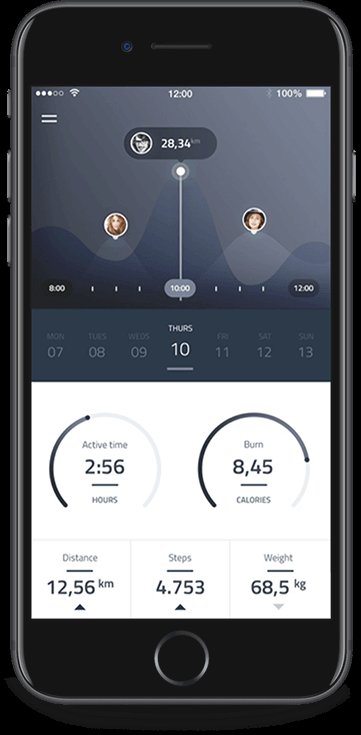 12:00 100%
28,34 km
8:00 10:00 12:00
MON TUES WEDS THURS FRI SAT SUN
07 08 09 10 11 12 13
Active time Burn
2:56 8,45
HOURS CALORIES
Distance Steps Weight
12,56 km 4.753 68,5 kg